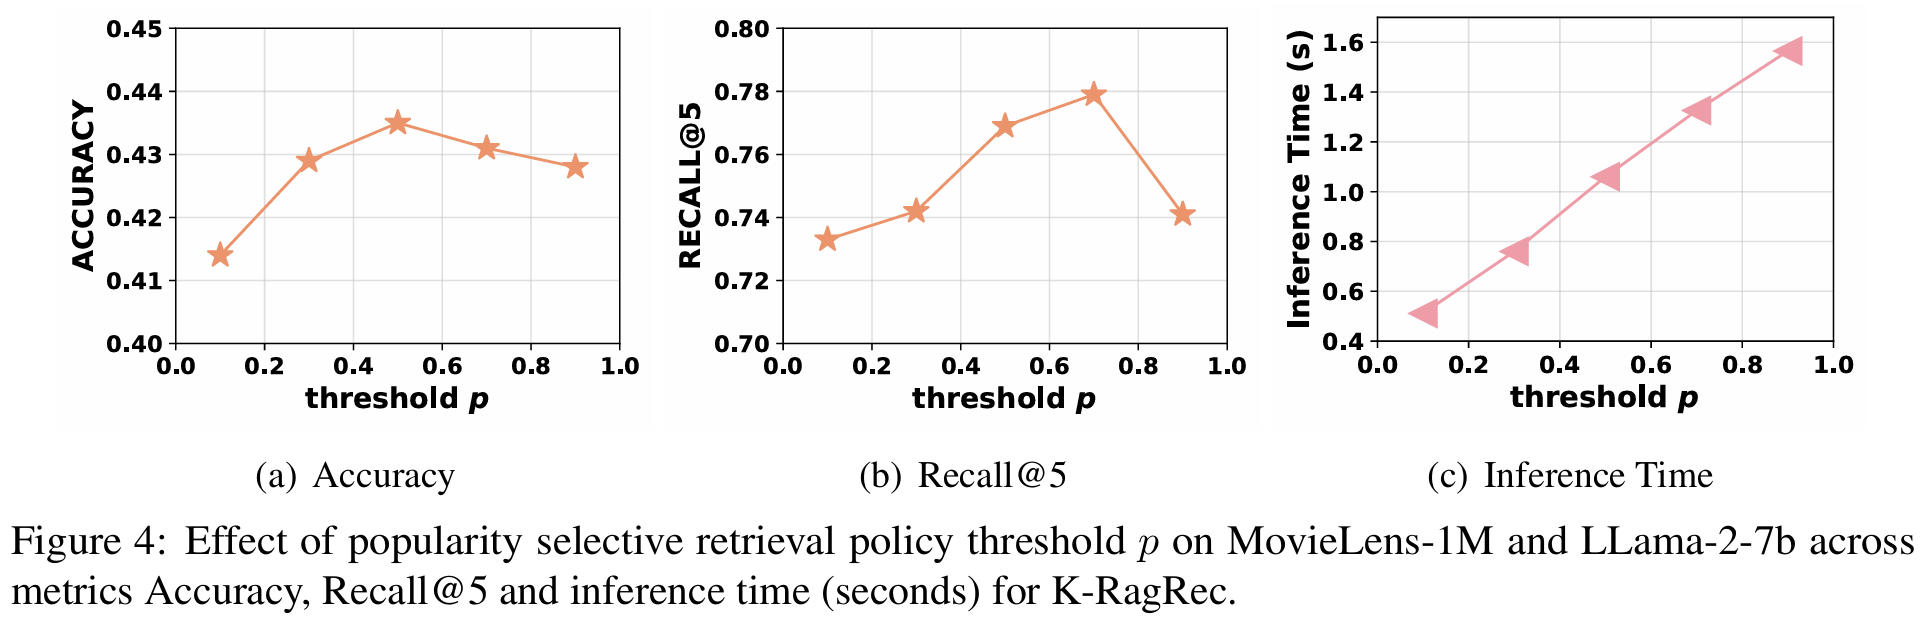 0.45
0.44
0.43
0.42
0.41
0.40
ACCURACY
0.0 0.2 0.4 0.6 0.8 1.0
threshold p
(a) Accuracy
0.80
0.78
0.76
0.74
0.72
0.70
RECALL@5
0.0 0.2 0.4 0.6 0.8 1.0
threshold p
(b) Recall@5
1.6
1.4
1.2
1.0
0.8
0.6
0.4
Inference Time (s)
0.0 0.2 0.4 0.6 0.8 1.0
threshold p
(c) Inference Time
Figure 4: Effect of popularity selective retrieval policy threshold p on MovieLens-1M and LLama-2-7b across
metrics Accuracy, Recall@5 and inference time (seconds) for K-RagRec.